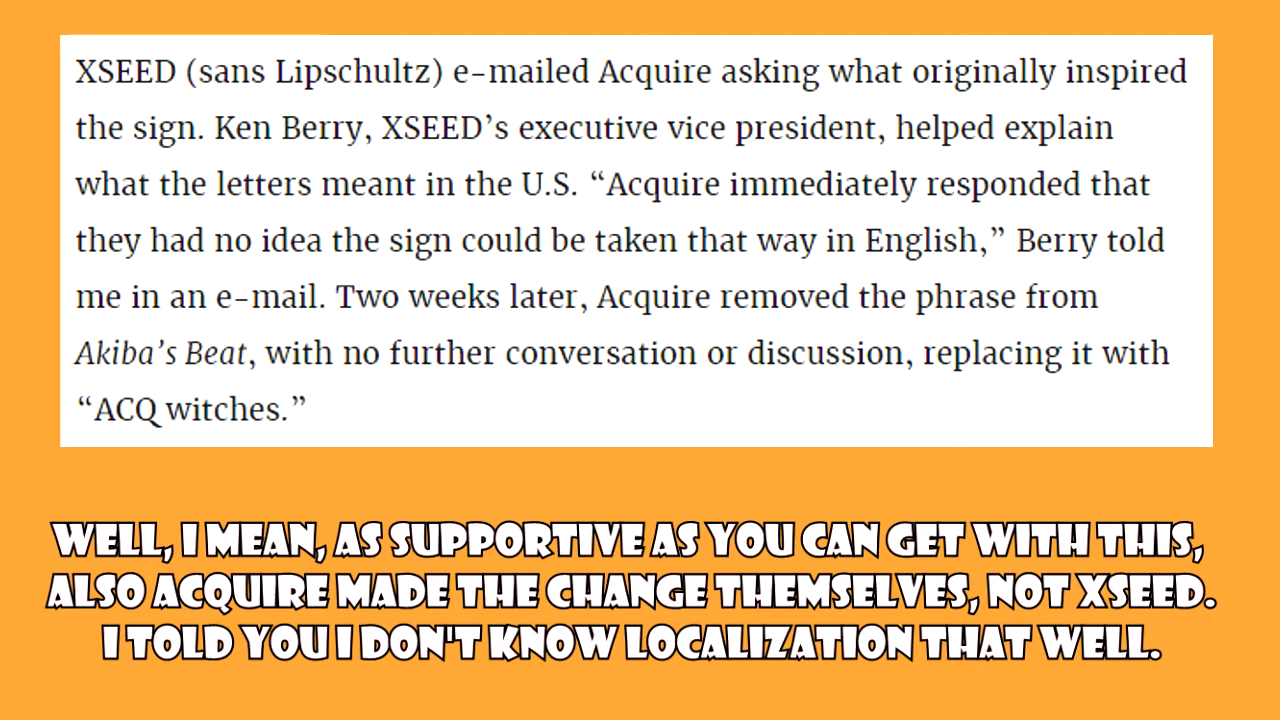 XSEED (sans Lipschultz) e-mailed Acquire asking what originally inspired
the sign. Ken Berry, XSEED’s executive vice president, helped explain
what the letters meant in the U.S. “Acquire immediately responded that
they had no idea the sign could be taken that way in English,” Berry told
me in an e-mail. Two weeks later, Acquire removed the phrase from
Akiba’s Beat, with no further conversation or discussion, replacing it with
“ACQ witches.”
WELL, I MEAN, AS SUPPORTIVE AS YOU CAN GET WITH THIS,
ALSO ACQUIRE MADE THE CHANGE THEMSELVES, NOT XSEED.
I TOLD YOU I DON'T KNOW LOCALIZATION THAT WELL.